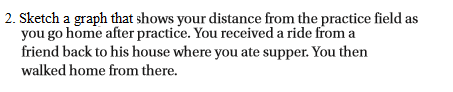 2. Sketch a graph that shows your distance from the practice field as
you go home after practice. You received a ride from a
friend back to his house where you ate supper. You then
walked home from there.